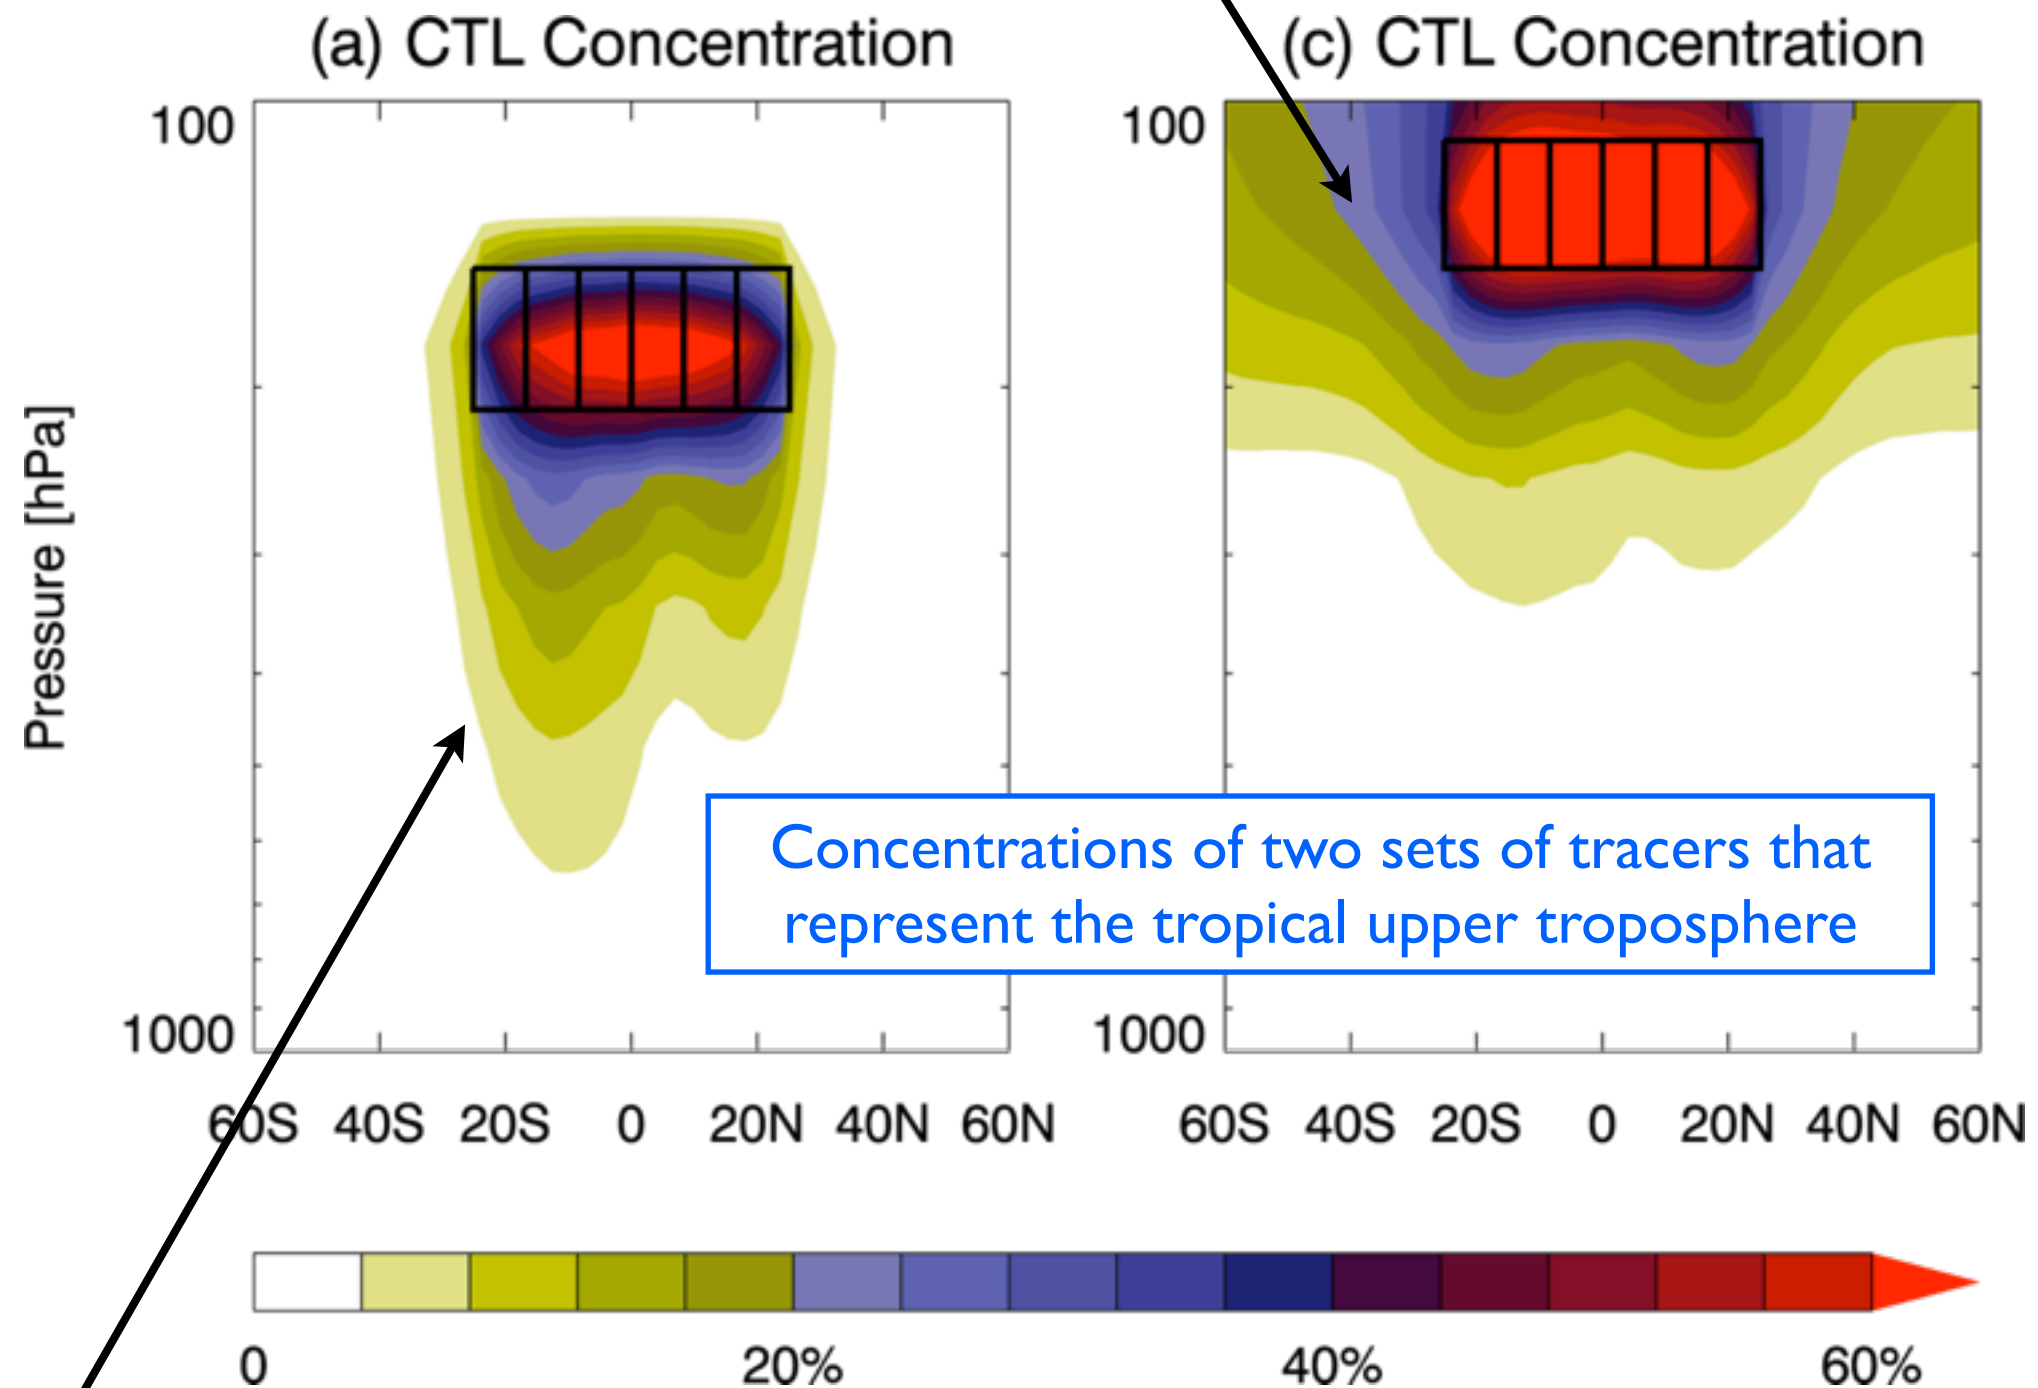 (a) CTL Concentration
(c) CTL Concentration
100
100
Pressure [hPa]
Concentrations of two sets of tracers that
represent the tropical upper troposphere
1000
1000
60S 40S 20S 0 20N 40N 60N
60S 40S 20S 0 20N 40N 60N
0 20% 40% 60%